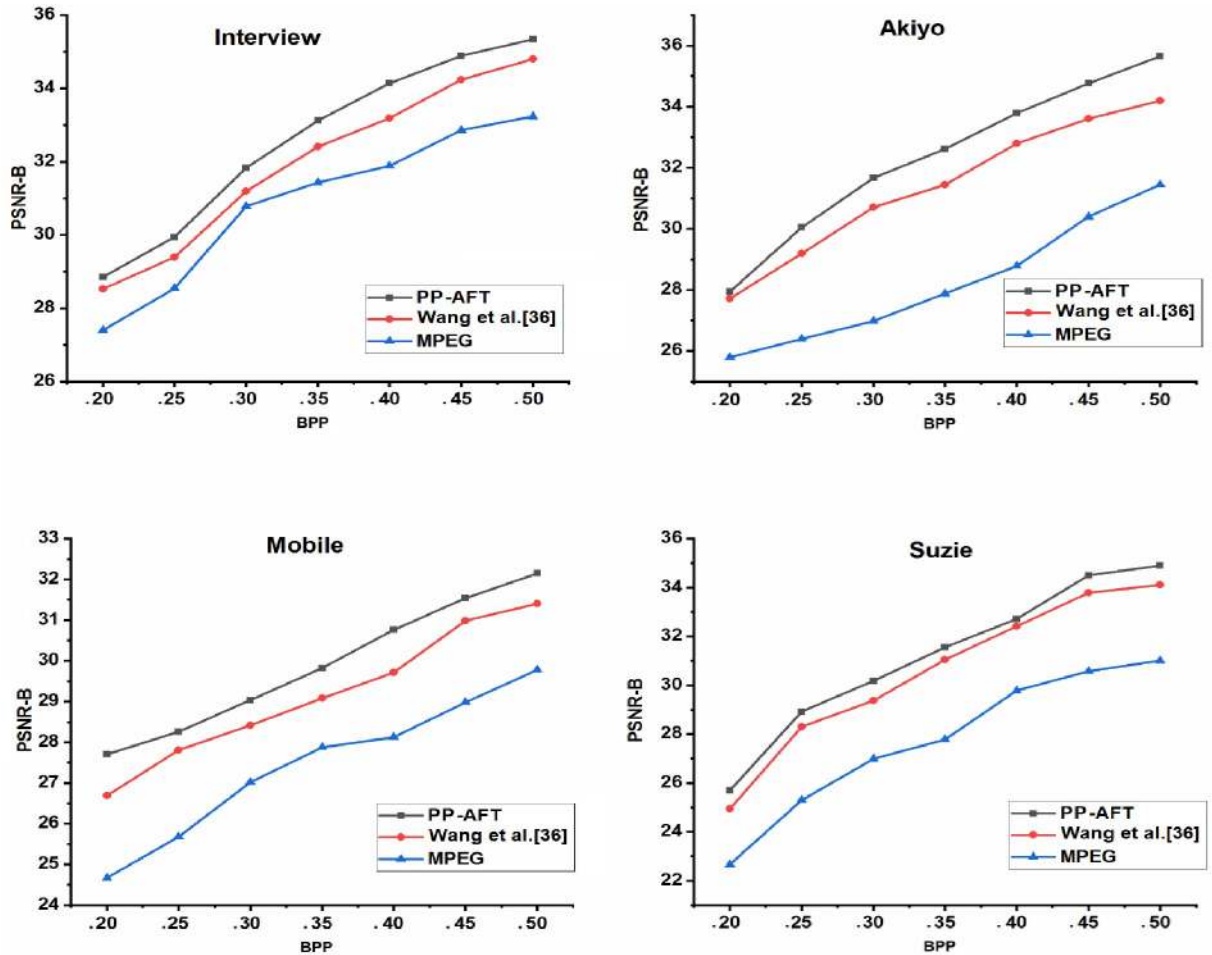 Interview
36
34
32
30
28
26
PSNR-B
PP-AFT
Wang et al.[36]
MPEG
.20 .25 .30 .35 .40 .45 .50
BPP
Akiyo
36
34
32
30
28
26
PSNR-B
PP-AFT
Wang et al.[36]
MPEG
.20 .25 .30 .35 .40 .45 .50
BPP
Mobile
33
32
31
30
29
28
27
26
25
24
PSNR-B
PP-AFT
Wang et al.[36]
MPEG
.20 .25 .30 .35 .40 .45 .50
BPP
Suzie
36
34
32
30
28
26
24
22
PSNR-B
PP-AFT
Wang et al.[36]
MPEG
.20 .25 .30 .35 .40 .45 .50
BPP